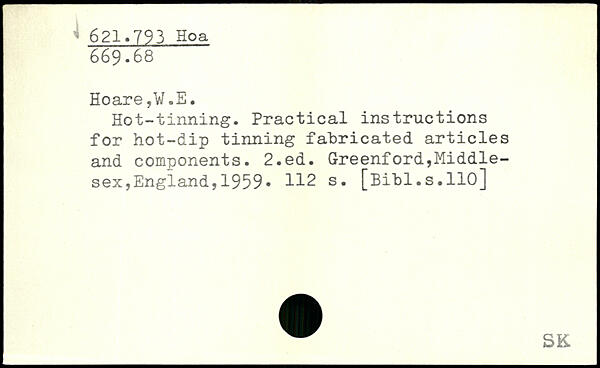 621.793 Hoa
669.68
Hoare,W.E.
Hot-tinning. Practical instructions
for hot-dip tinning fabricated articles
and components. 2.ed. Greenford,Middle-
sex,England,1959. 112 s. [Bibl.s.110]
SK